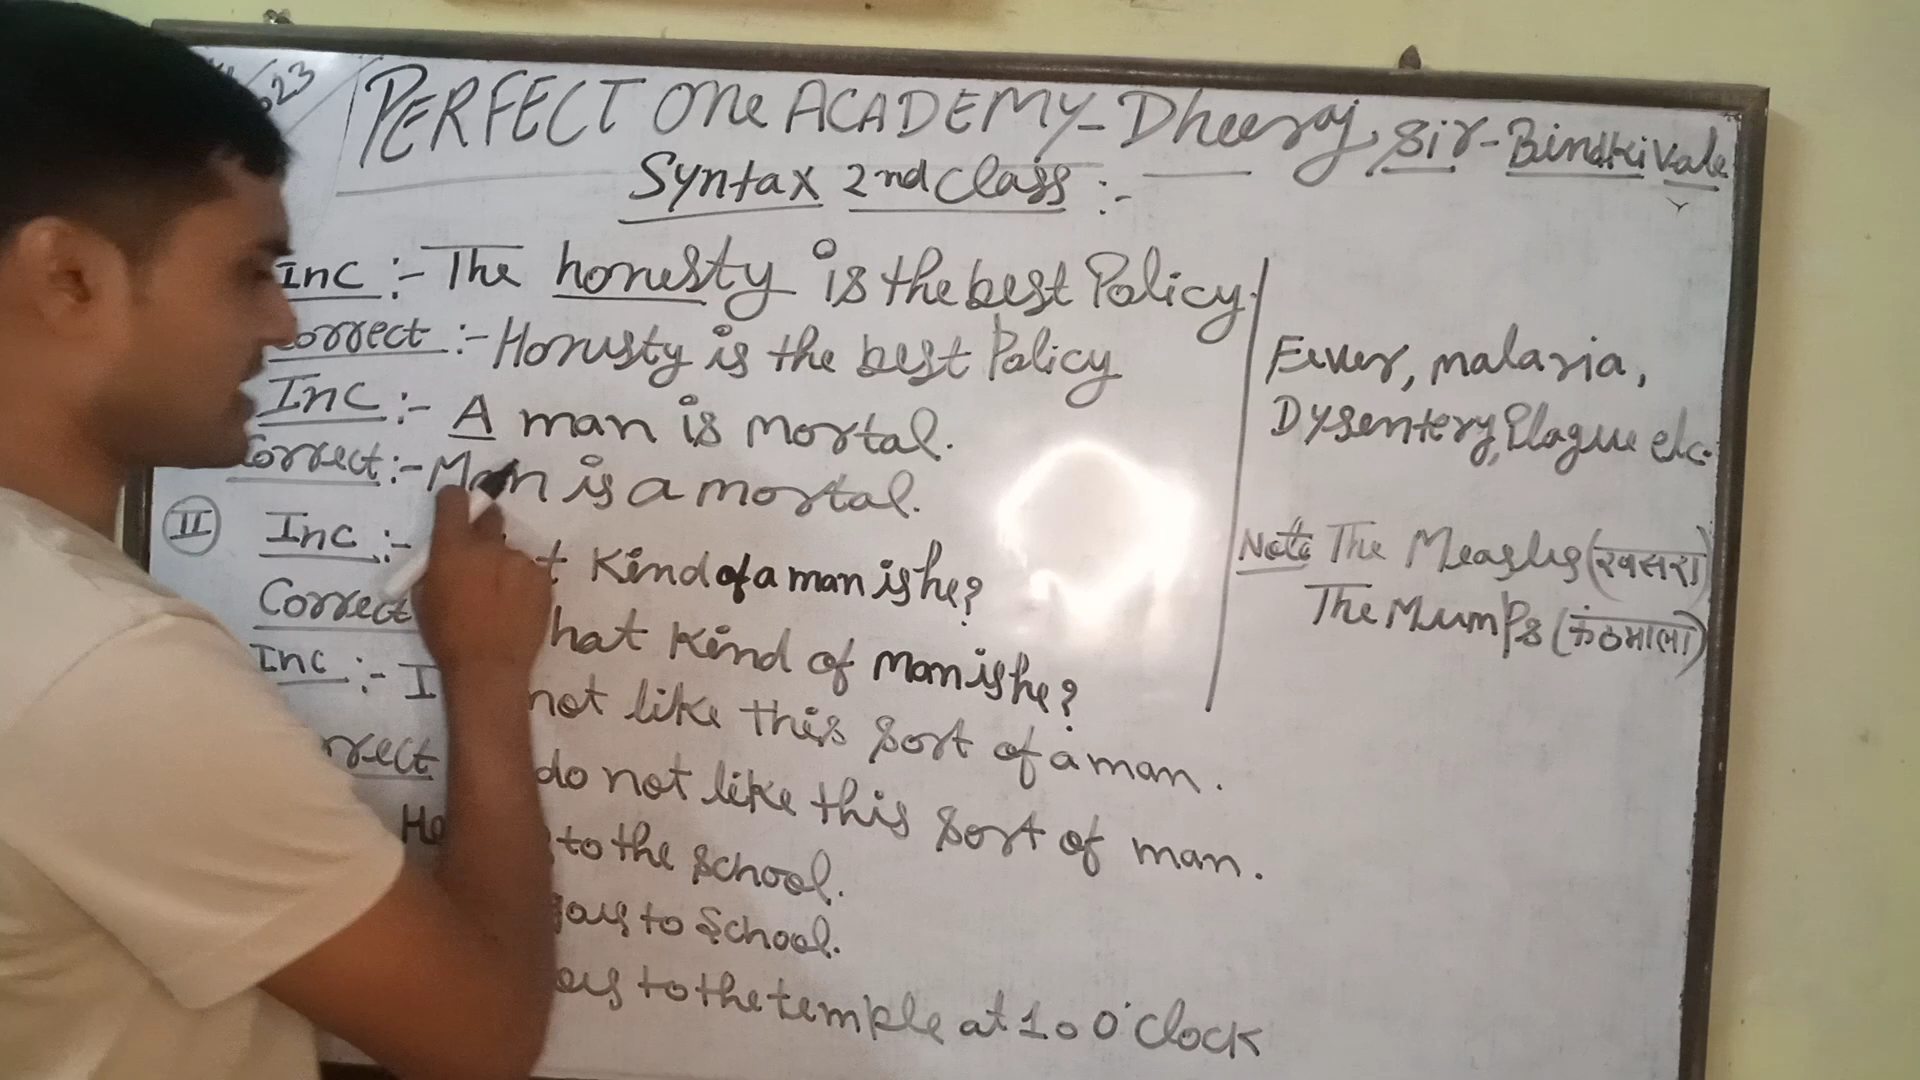 23
PERFECT One ACADEMY-Dheeraj Sir-Bindkivale
Syntax 2nd Class :-
Inc :- The honesty is the best Policy.
Correct :- Honesty is the best Policy
Inc :- A man is mortal.
Correct :- Man is a mortal.
II Inc :- Kind of a man is he?
Correct hat Kind of man is he?
Inc :- I not like this sort of a man.
rrect do not like this sort of man.
He to the school.
to School.
to the temple at 10 O'clock
Fever, malaria,
Dysentery, Plague etc.
Note The Measles (खसरा)
The Mumps (कंठमाला)